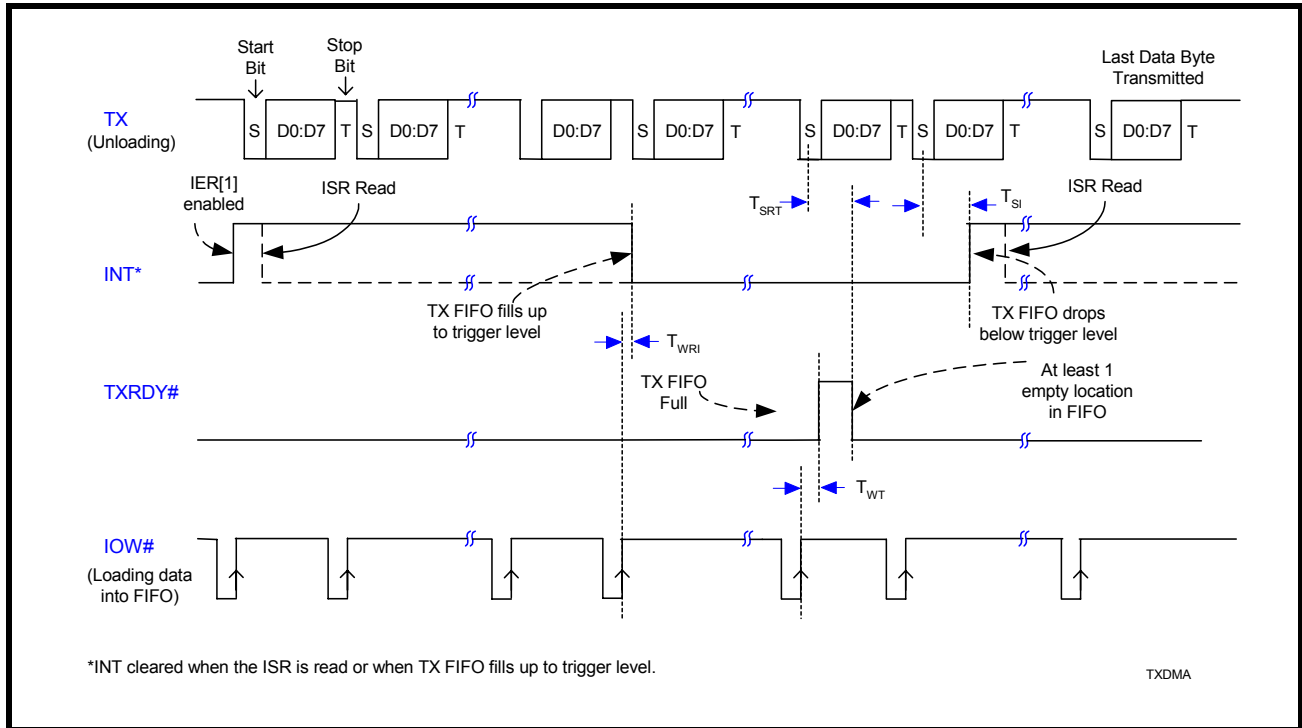 Start
Bit
Stop
Bit
Last Data Byte
Transmitted
TX
(Unloading)
S D0:D7 T S D0:D7 T D0:D7 S D0:D7 T S D0:D7 T S D0:D7 T S D0:D7 T
IER[1]
enabled
ISR Read
TSRT
TSI
ISR Read
INT*
TX FIFO fills up
to trigger level
TX FIFO drops
below trigger level
TWRI
TXRDY#
TX FIFO
Full
At least 1
empty location
in FIFO
TWT
IOW#
(Loading data
into FIFO)
*INT cleared when the ISR is read or when TX FIFO fills up to trigger level.
TXDMA